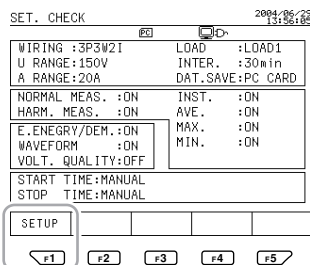 SET. CHECK 2004/06/29
PC 13:56:05
WIRING :3P3W2I LOAD :LOAD1
U RANGE:150V INTER. :30min
A RANGE:20A DAT.SAVE:PC CARD
NORMAL MEAS. :ON INST. :ON
HARM. MEAS. :ON AVE. :ON
E.ENEGRY/DEM.:ON MAX. :ON
WAVEFORM :ON MIN. :ON
VOLT. QUALITY:OFF
START TIME:MANUAL
STOP TIME:MANUAL
SETUP
F1 F2 F3 F4 F5